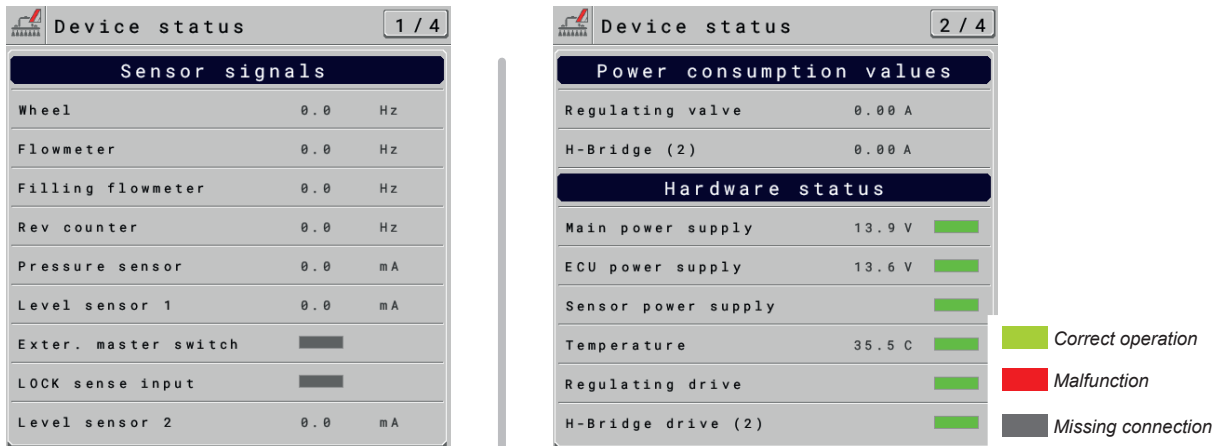 Device status 1/4
Sensor signals
Wheel 0.0 Hz
Flowmeter 0.0 Hz
Filling flowmeter 0.0 Hz
Rev counter 0.0 Hz
Pressure sensor 0.0 mA
Level sensor 1 0.0 mA
Exter. master switch
LOCK sense input
Level sensor 2 0.0 mA
Device status 2/4
Power consumption values
Regulating valve 0.00 A
H-Bridge (2) 0.00 A
Hardware status
Main power supply 13.9 V
ECU power supply 13.6 V
Sensor power supply
Temperature 35.5 C
Regulating drive
H-Bridge drive (2)
Correct operation
Malfunction
Missing connection